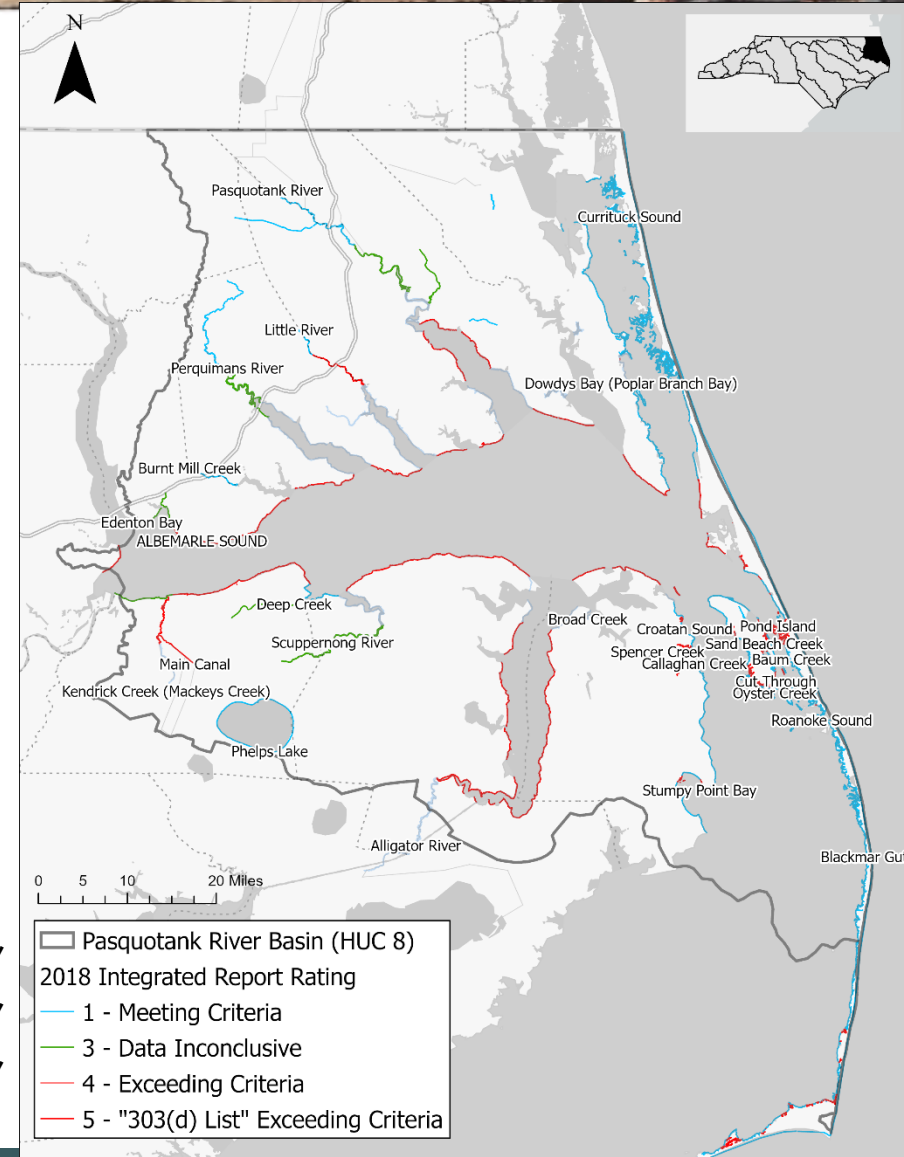 N
Pasquotank River
Currituck Sound
Little River
Perquimans River
Dowdys Bay (Poplar Branch Bay)
Burnt Mill Creek
Edenton Bay
ALBEMARLE SOUND
Deep Creek
Broad Creek
Croatan Sound
Pond Island
Scuppernong River
Spencer Creek
Sand Beach Creek
Main Canal
Callaghan Creek
Baum Creek
Kendrick Creek (Mackeys Creek)
Cut Through
Oyster Creek
Roanoke Sound
Phelps Lake
Stumpy Point Bay
Alligator River
Blackmar Gut
0 5 10 20 Miles
Pasquotank River Basin (HUC 8)
2018 Integrated Report Rating
1 - Meeting Criteria
3 - Data Inconclusive
4 - Exceeding Criteria
5 - "303(d) List" Exceeding Criteria